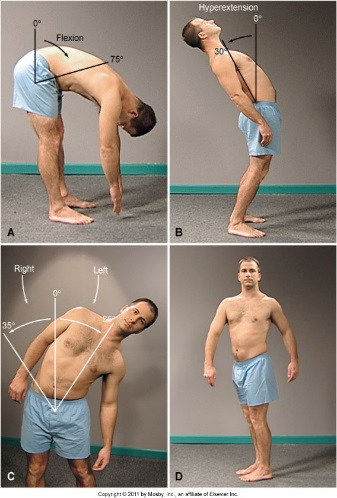 0°
Flexion
75°
A
Hyperextension
0°
30°
B
Right
Left
0°
35°
35°
C
D
Copyright © 2011 by Mosby, Inc., an affiliate of Elsevier Inc.